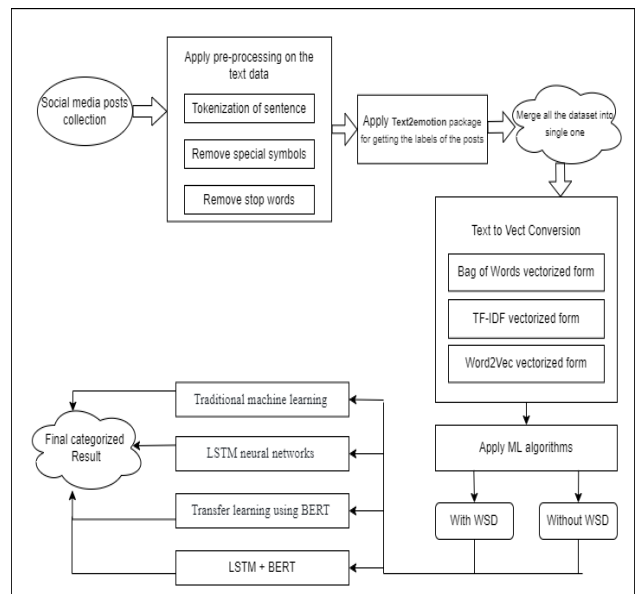 Social media posts
collection
Apply pre-processing on the
text data
Tokenization of sentence
Remove special symbols
Remove stop words
Apply Text2emotion package
for getting the labels of the posts
Merge all the dataset into
single one
Text to Vect Conversion
Bag of Words vectorized form
TF-IDF vectorized form
Word2Vec vectorized form
Apply ML algorithms
With WSD
Without WSD
Traditional machine learning
LSTM neural networks
Transfer learning using BERT
LSTM + BERT
Final categorized
Result